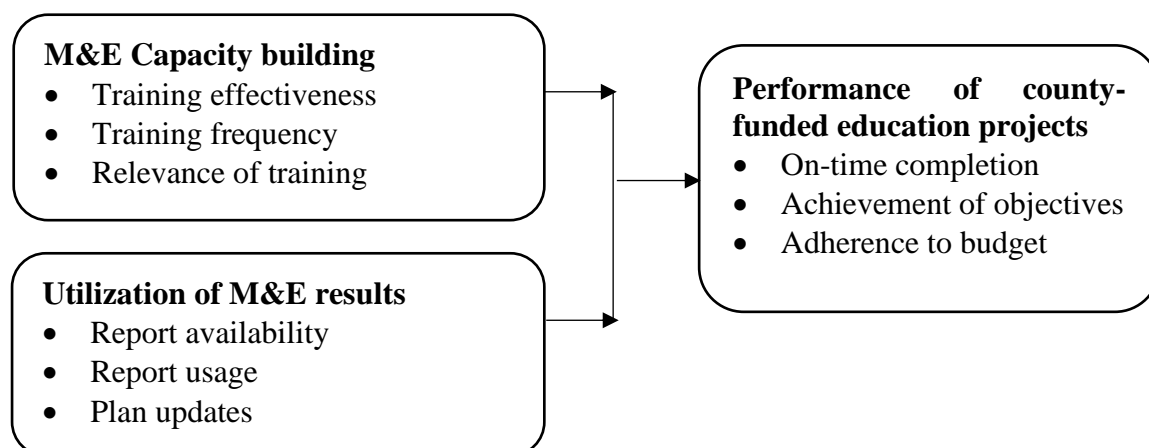 M&E Capacity building
• Training effectiveness
• Training frequency
• Relevance of training
Utilization of M&E results
• Report availability
• Report usage
• Plan updates
Performance of county-
funded education projects
• On-time completion
• Achievement of objectives
• Adherence to budget